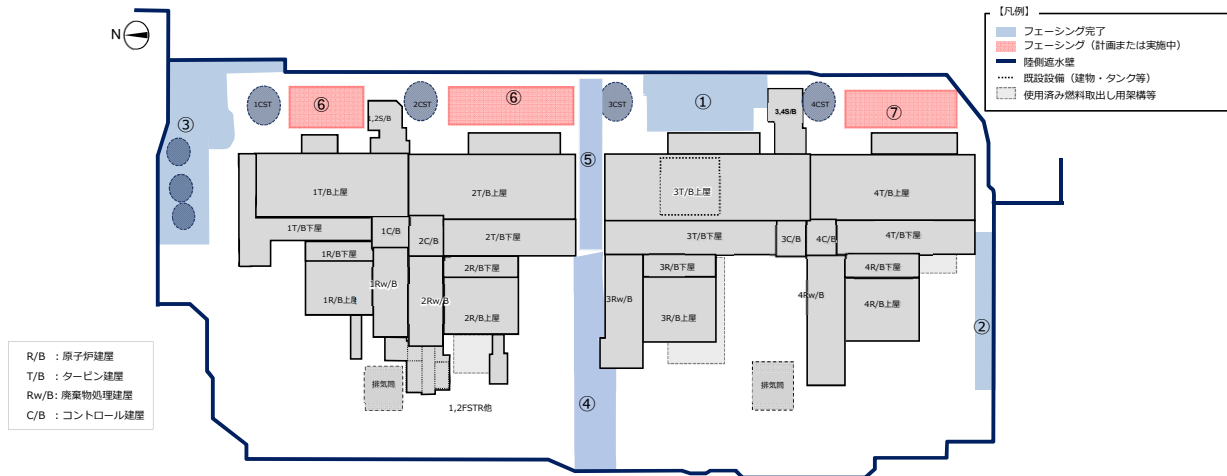 N
【凡例】
フェーシング完了
フェーシング（計画または実施中）
陸側遮水壁
既設設備（建物・タンク等）
使用済み燃料取出し用架構等
1CST
⑥
2CST
⑥
3CST
①
4CST
⑦
1,2S/B
3,4S/B
③
⑤
1T/B上屋
2T/B上屋
3T/B上屋
4T/B上屋
1T/B下屋
1C/B
2C/B
2T/B下屋
3T/B下屋
3C/B
4C/B
4T/B下屋
1R/B下屋
2R/B下屋
3R/B下屋
4R/B下屋
1Rw/B
2Rw/B
3Rw/B
4Rw/B
1R/B上屋
2R/B上屋
3R/B上屋
4R/B上屋
②
排気筒
排気筒
1,2FSTR他
④
R/B ：原子炉建屋
T/B ：タービン建屋
Rw/B：廃棄物処理建屋
C/B ：コントロール建屋